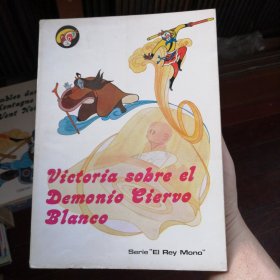 Victoria sobre el
Demonio Ciervo
Blanco
Serie "El Rey Mono"